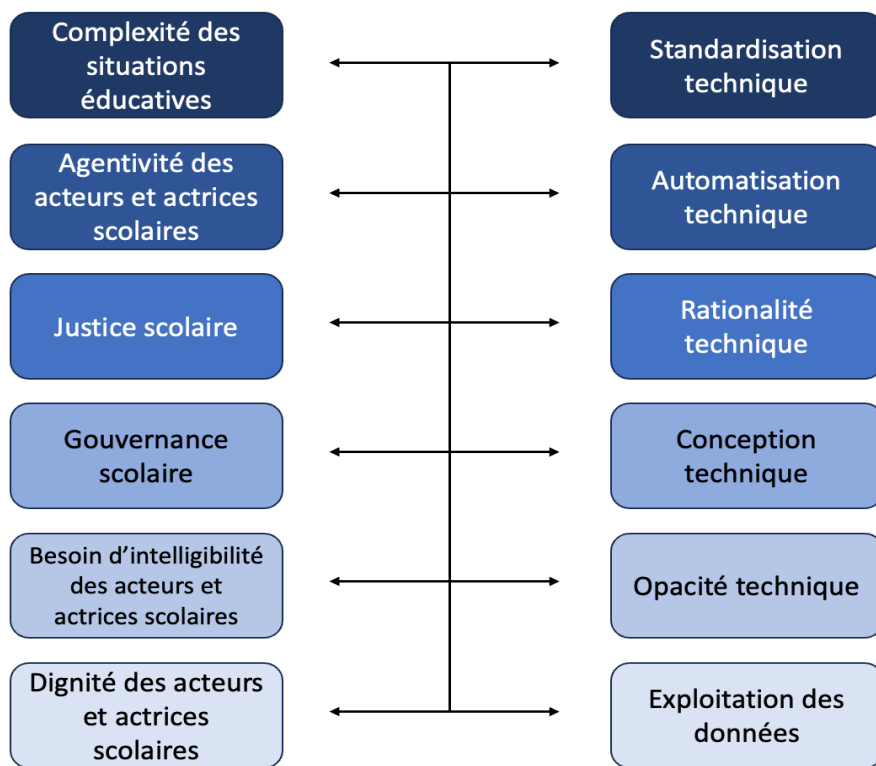 Complexité des
situations
éducatives
Standardisation
technique
Agentivité des
acteurs et actrices
scolaires
Automatisation
technique
Justice scolaire
Rationalité
technique
Gouvernance
scolaire
Conception
technique
Besoin d’intelligibilité
des acteurs et
actrices scolaires
Opacité technique
Dignité des acteurs
et actrices
scolaires
Exploitation des
données